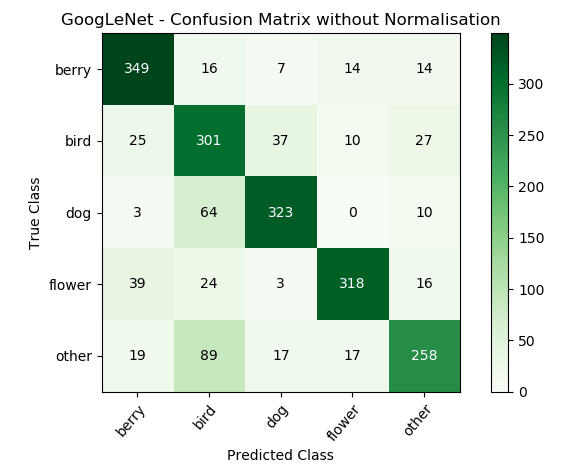 GoogLeNet - Confusion Matrix without Normalisation
berry 349 16 7 14 14
bird 25 301 37 10 27
dog 3 64 323 0 10
flower 39 24 3 318 16
other 19 89 17 17 258
berry bird dog flower other
Predicted Class
True Class
300
250
200
150
100
50
0